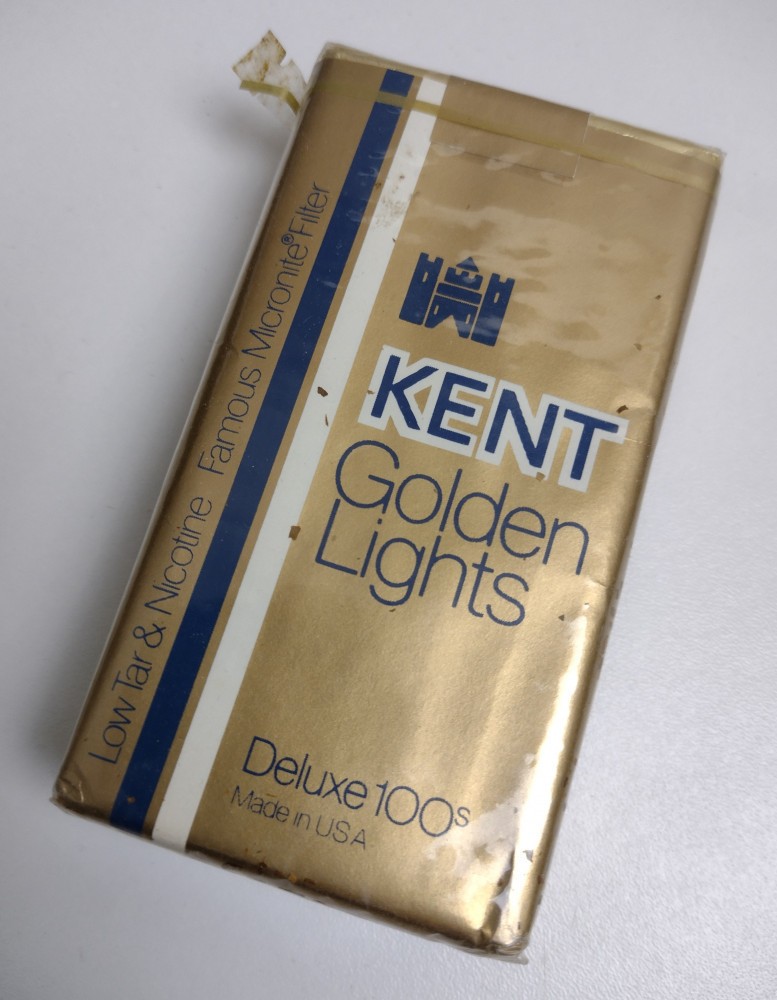 Low Tar & Nicotine Famous Micronite® Filter
KENT
Golden
Lights
Deluxe 100s
Made in USA